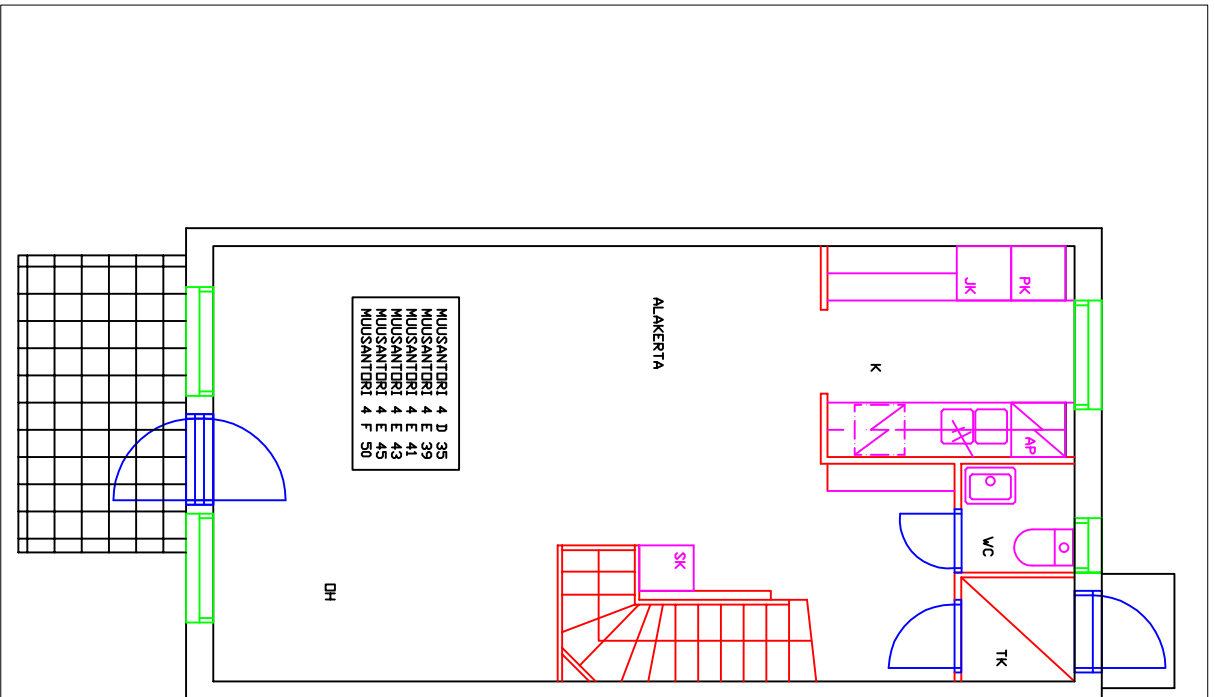 PK
JK
ALAKERTA
K
MUUSANTORI 4 D 35
MUUSANTORI 4 E 39
MUUSANTORI 4 E 41
MUUSANTORI 4 E 43
MUUSANTORI 4 E 45
MUUSANTORI 4 F 50
AP
WC
SK
OH
TK